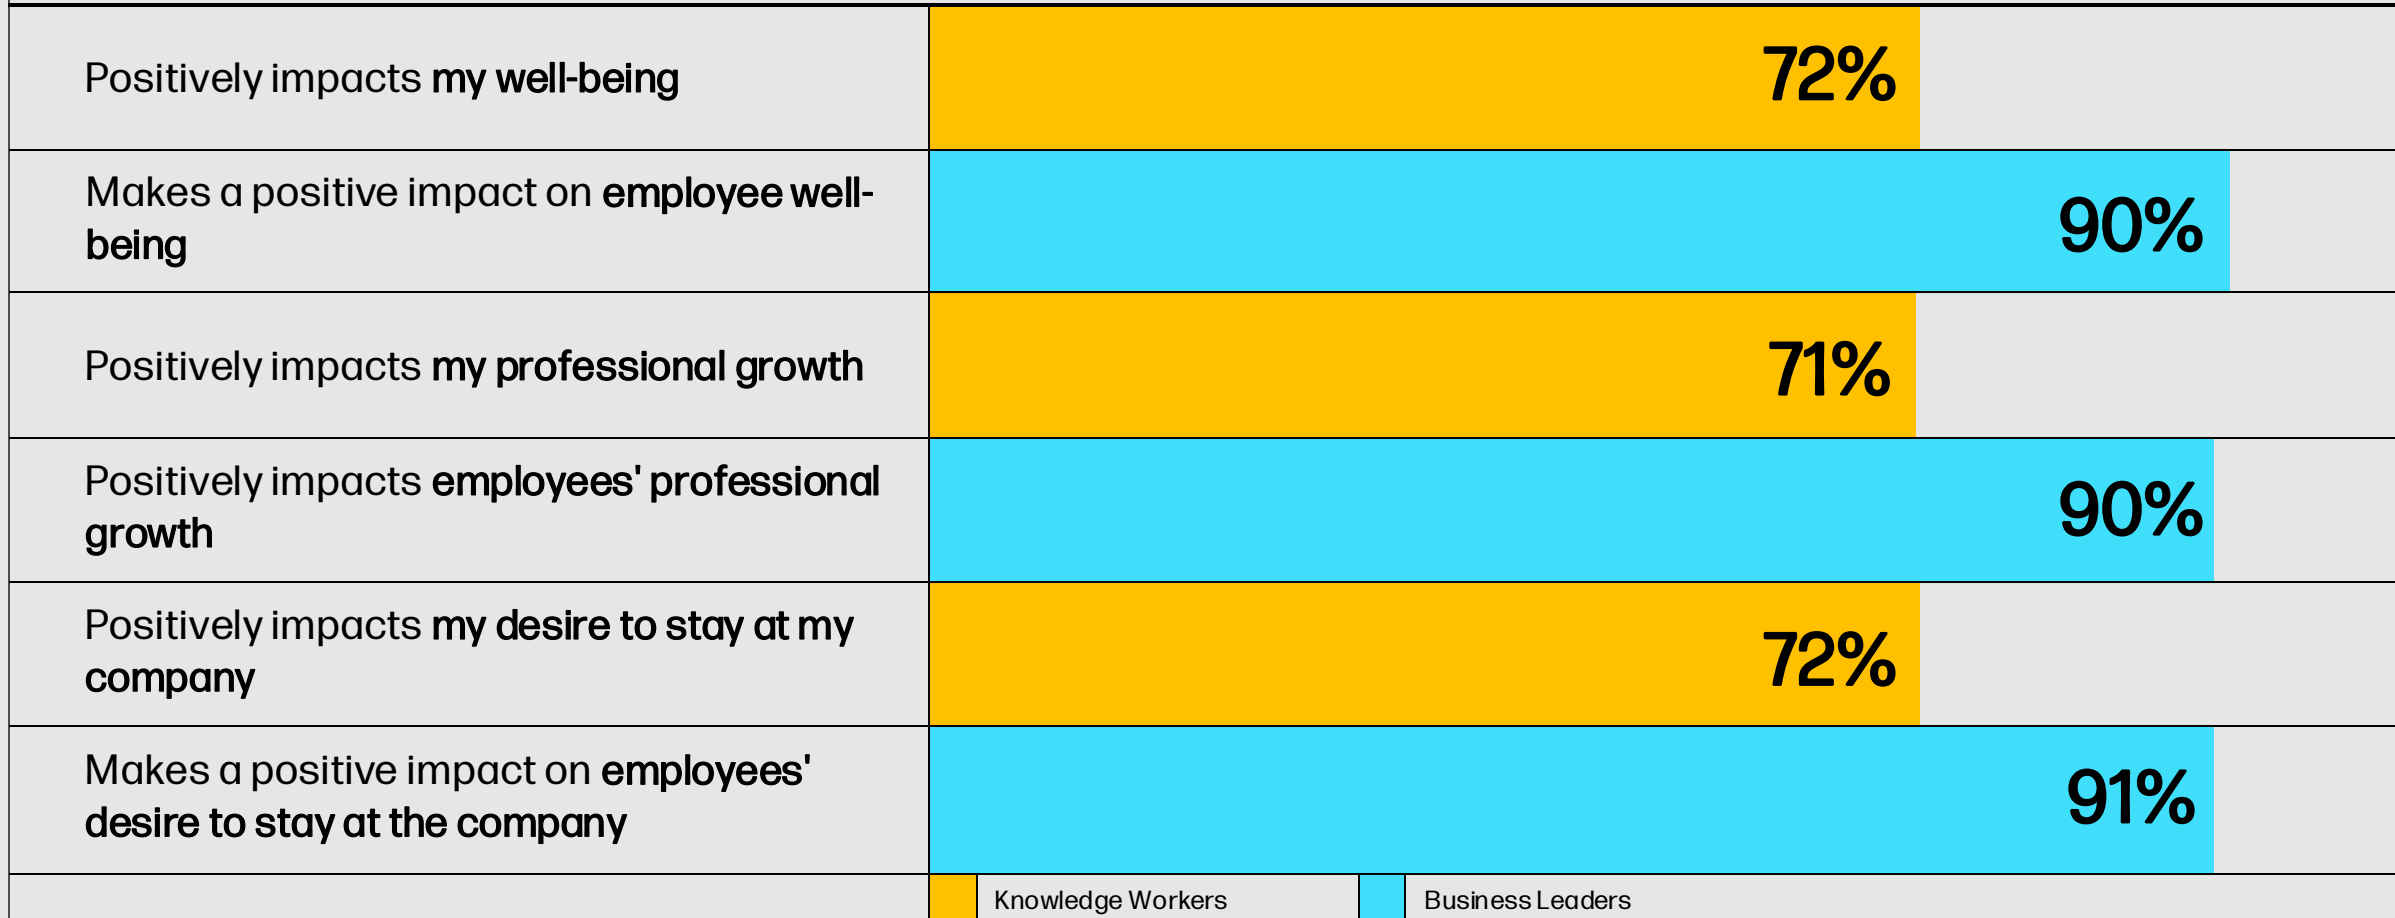 Positively impacts my well-being
72%
Makes a positive impact on employee well-
being
90%
Positively impacts my professional growth
71%
Positively impacts employees' professional
growth
90%
Positively impacts my desire to stay at my
company
72%
Makes a positive impact on employees'
desire to stay at the company
91%
Knowledge Workers
Business Leaders